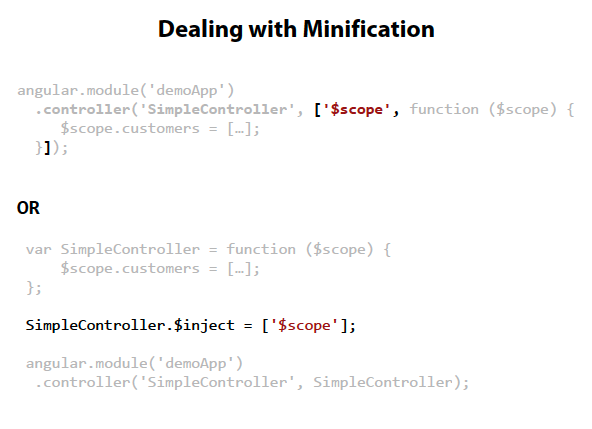 Dealing with Minification
angular.module('demoApp')
.controller('SimpleController', ['$scope', function ($scope) {
$scope.customers = […];
}]);
OR
var SimpleController = function ($scope) {
$scope.customers = […];
};
SimpleController.$inject = ['$scope'];
angular.module('demoApp')
.controller('SimpleController', SimpleController);